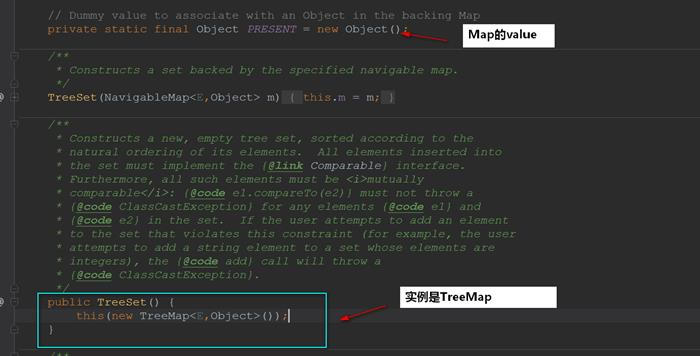 // Dummy value to associate with an Object in the backing Map
private static final Object PRESENT = new Object();
Map的value
/**
* Constructs a set backed by the specified navigable map.
*/
TreeSet(NavigableMap<E,Object> m) { this.m = m; }
/**
* Constructs a new, empty tree set, sorted according to the
* natural ordering of its elements.  All elements inserted into
* the set must implement the {@link Comparable} interface.
* Furthermore, all such elements must be <i>mutually
* comparable</i>: {@code e1.compareTo(e2)} must not throw a
* {@code ClassCastException} for any elements {@code e1} and
* {@code e2} in the set.  If the user attempts to add an element
* to the set that violates this constraint (for example, the user
* attempts to add a string element to a set whose elements are
* integers), the {@code add} call will throw a
* {@code ClassCastException}.
*/
public TreeSet() {
实例是TreeMap
this(new TreeMap<E,Object>());
}
/**